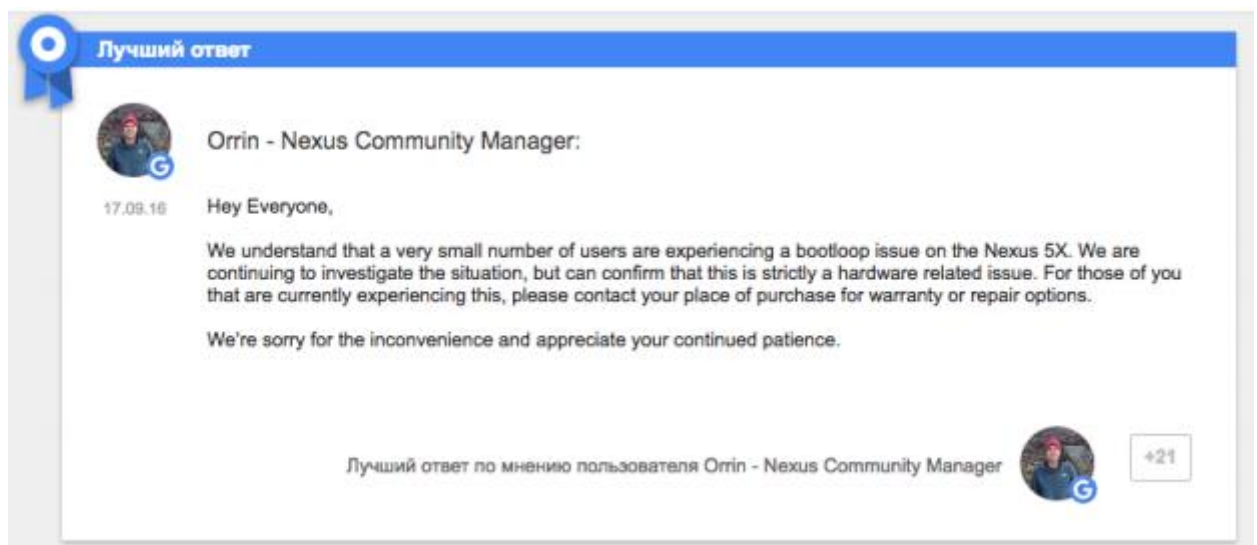 Лучший ответ
Orrin - Nexus Community Manager:
17.09.16
Hey Everyone,
We understand that a very small number of users are experiencing a bootloop issue on the Nexus 5X. We are
continuing to investigate the situation, but can confirm that this is strictly a hardware related issue. For those of you
that are currently experiencing this, please contact your place of purchase for warranty or repair options.
We're sorry for the inconvenience and appreciate your continued patience.
Лучший ответ по мнению пользователя Orrin - Nexus Community Manager
+21